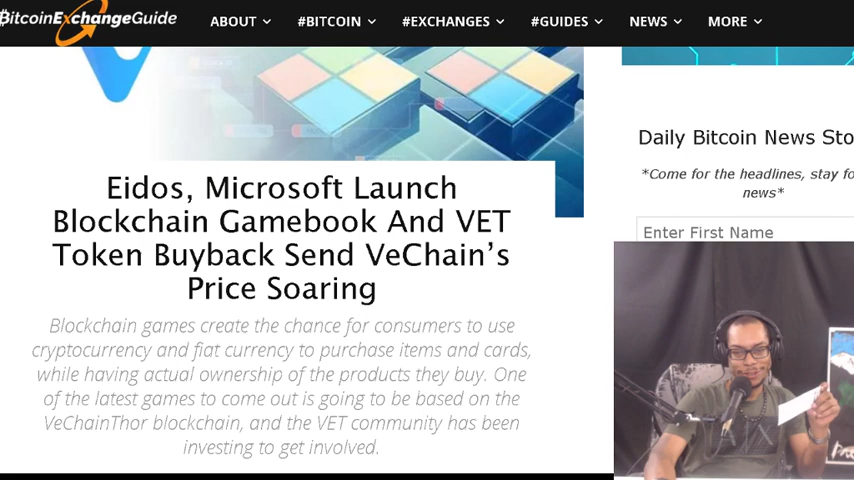 BitcoinExchangeGuide
ABOUT #BITCOIN #EXCHANGES #GUIDES NEWS MORE
Eidos, Microsoft Launch
Blockchain Gamebook And VET
Token Buyback Send VeChain's
Price Soaring
Blockchain games create the chance for consumers to use
cryptocurrency and fiat currency to purchase items and cards,
while having actual ownership of the products they buy. One
of the latest games to come out is going to be based on the
VeChainThor blockchain, and the VET community has been
investing to get involved.
Daily Bitcoin News Sto
*Come for the headlines, stay fo
news*
Enter First Name